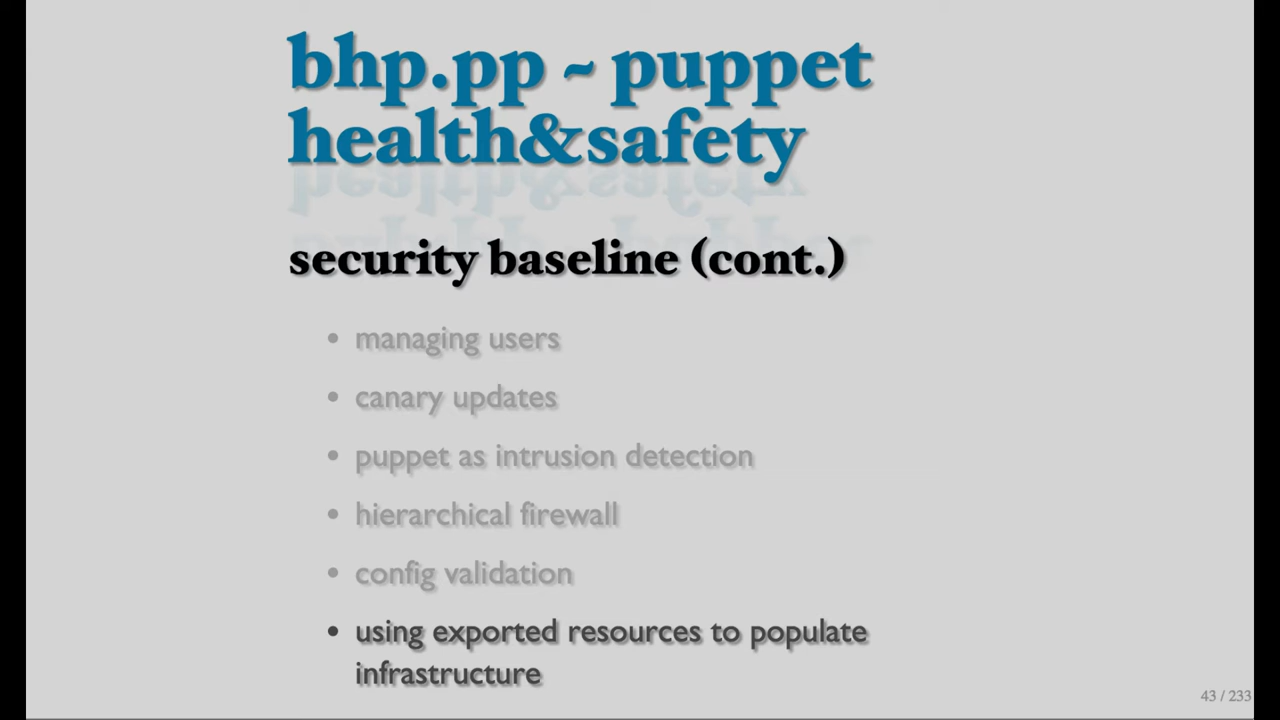 bhp.pp ~ puppet
health&safety
security baseline (cont.)
• managing users
• canary updates
• puppet as intrusion detection
• hierarchical firewall
• config validation
• using exported resources to populate
infrastructure
43 / 233